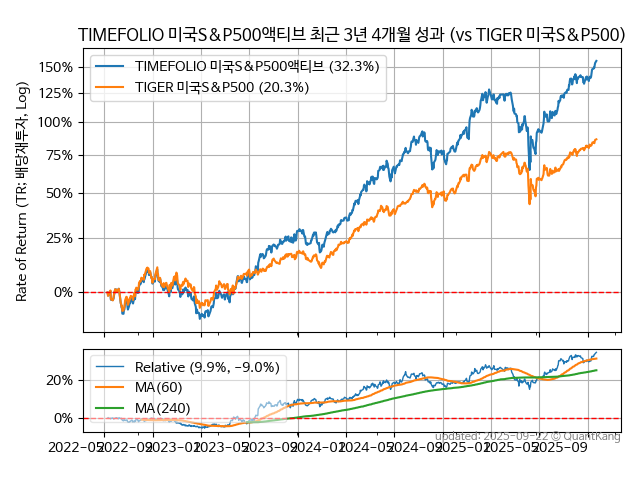 TIMEFOLIO 미국S&P500액티브 최근 3년 4개월 성과 (vs TIGER 미국S&P500)
Rate of Return (TR: 배당재투자, Log)
150%
125%
100%
75%
50%
25%
0%
TIMEFOLIO 미국S&P500액티브 (32.3%)
TIGER 미국S&P500 (20.3%)
20%
0%
Relative (9.9%, -9.0%)
MA(60)
MA(240)
2022-05
2022-09
2023-01
2023-05
2023-09
2024-01
2024-05
2024-09
2025-01
2025-05
2025-09
updated: 2025-09-22 © QuantKang